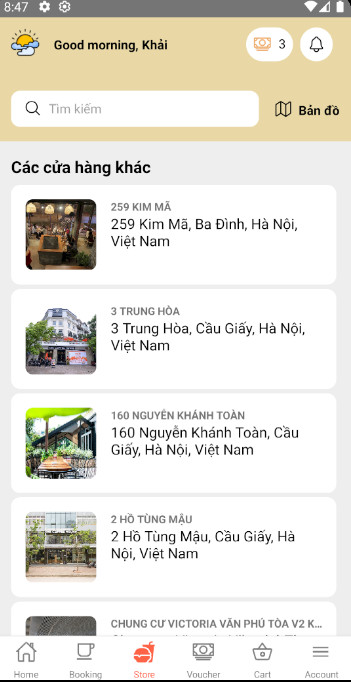 8:47
Good morning, Khải
3
Tìm kiếm
Bản đồ
Các cửa hàng khác
259 KIM MÃ
259 Kim Mã, Ba Đình, Hà Nội,
Việt Nam
3 TRUNG HÒA
3 Trung Hòa, Cầu Giấy, Hà Nội,
Việt Nam
160 NGUYỄN KHÁNH TOÀN
160 Nguyễn Khánh Toàn, Cầu
Giấy, Hà Nội, Việt Nam
2 HỒ TÙNG MẬU
2 Hồ Tùng Mậu, Cầu Giấy, Hà
Nội, Việt Nam
CHUNG CƯ VICTORIA VĂN PHÚ TÒA V2 K...
Home
Booking
Store
Voucher
Cart
Account